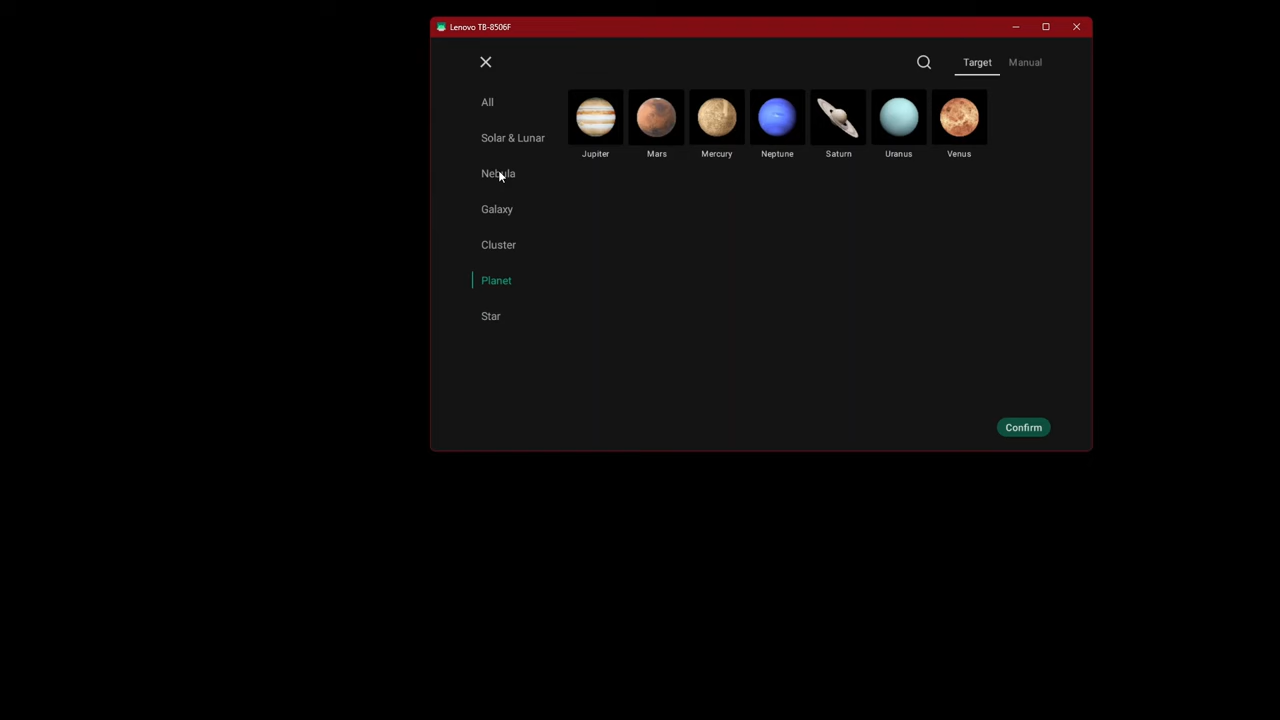 Lenovo TB-8506F
Target
Manual
All
Solar & Lunar
Nebula
Galaxy
Cluster
Planet
Star
Jupiter
Mars
Mercury
Neptune
Saturn
Uranus
Venus
Confirm